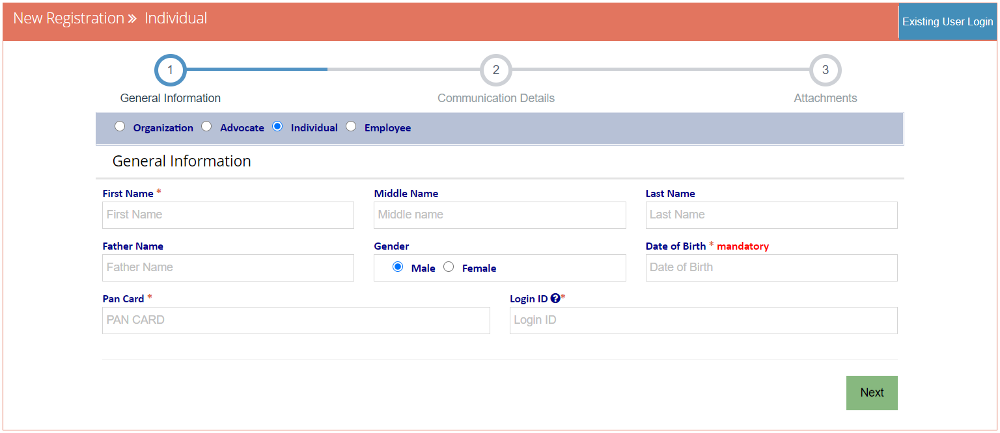 New Registration » Individual
Existing User Login
1
2
3
General Information
Communication Details
Attachments
Organization Advocate Individual Employee
General Information
First Name * Middle Name Last Name
First Name Middle name Last Name
Father Name Gender Date of Birth * mandatory
Father Name Male Female Date of Birth
Pan Card * Login ID ?*
PAN CARD Login ID
Next